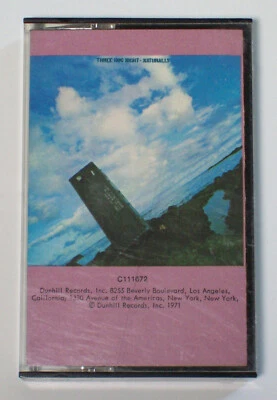 THREE DOG NIGHT · NATURALLY
C111077
Dunhill Records, Inc. 8255 Beverly Boulevard, Los Angeles,
California, 1330 Avenue of the Americas, New York, New York,
© Dunhill Records, Inc. 1971